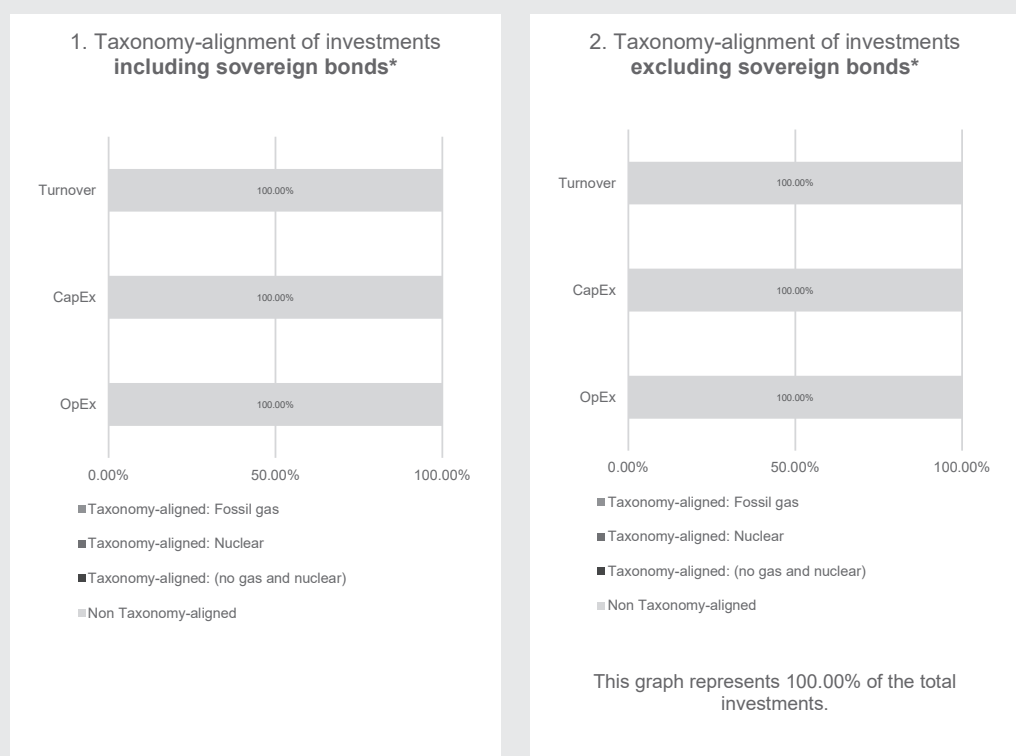 1. Taxonomy-alignment of investments
including sovereign bonds*
Turnover
100.00%
CapEx
100.00%
OpEx
100.00%
0.00% 50.00% 100.00%
Taxonomy-aligned: Fossil gas
Taxonomy-aligned: Nuclear
Taxonomy-aligned: (no gas and nuclear)
Non Taxonomy-aligned
2. Taxonomy-alignment of investments
excluding sovereign bonds*
Turnover
100.00%
CapEx
100.00%
OpEx
100.00%
0.00% 50.00% 100.00%
Taxonomy-aligned: Fossil gas
Taxonomy-aligned: Nuclear
Taxonomy-aligned: (no gas and nuclear)
Non Taxonomy-aligned
This graph represents 100.00% of the total
investments.